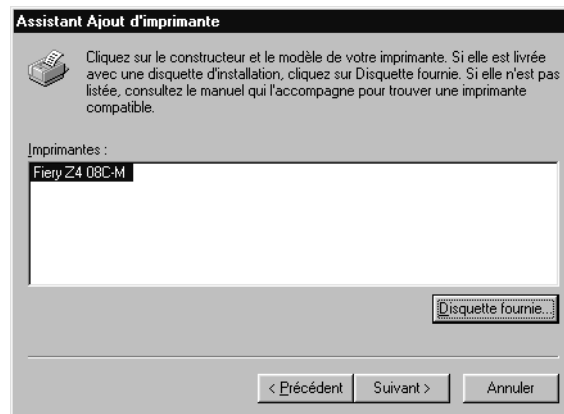 Assistant Ajout d'imprimante
Cliquez sur le constructeur et le modèle de votre imprimante. Si elle est livrée
avec une disquette d'installation, cliquez sur Disquette fournie. Si elle n'est pas
listée, consultez le manuel qui l'accompagne pour trouver une imprimante
compatible.
Imprimantes :
Fiery Z4 08C-M
Disquette fournie...
< Précédent
Suivant >
Annuler